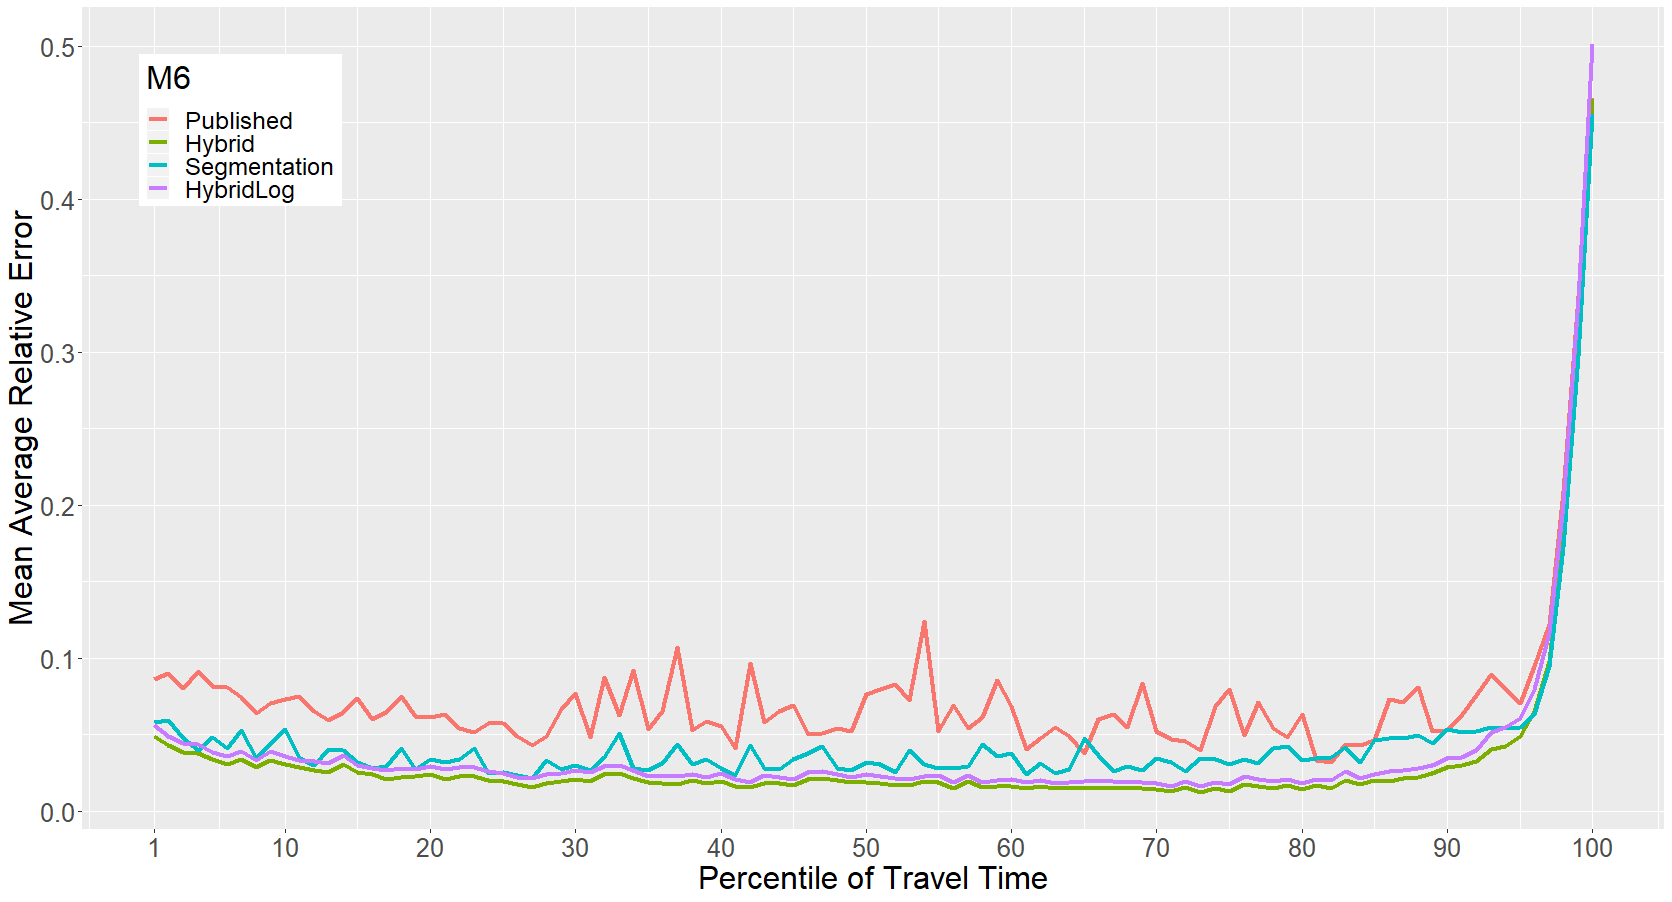 M6
Published
Hybrid
Segmentation
HybridLog
Mean Average Relative Error
0.5
0.4
0.3
0.2
0.1
0.0
1 10 20 30 40 50 60 70 80 90 100
Percentile of Travel Time